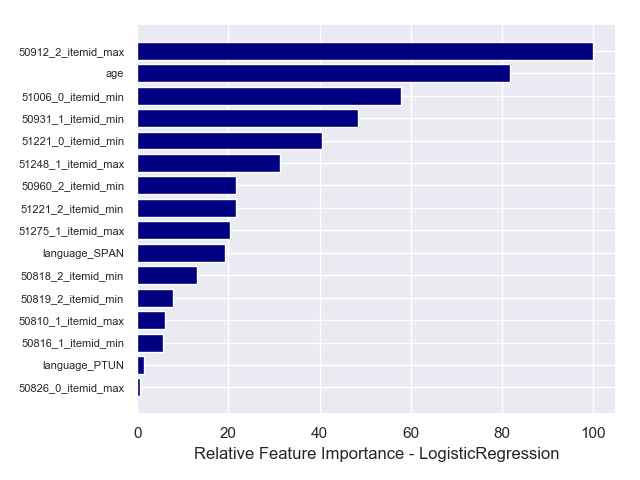 50912_2_itemid_max
age
51006_0_itemid_min
50931_1_itemid_min
51221_0_itemid_min
51248_1_itemid_max
50960_2_itemid_min
51221_2_itemid_min
51275_1_itemid_max
language_SPAN
50818_2_itemid_min
50819_2_itemid_min
50810_1_itemid_max
50816_1_itemid_min
language_PTUN
50826_0_itemid_max
0 20 40 60 80 100
Relative Feature Importance - LogisticRegression